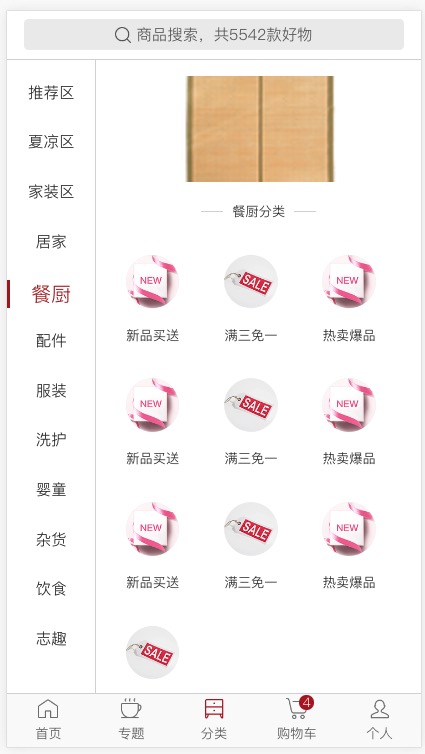 商品搜索，共5542款好物
推荐区
夏凉区
家装区
居家
餐厨
配件
服装
洗护
婴童
杂货
饮食
志趣
餐厨分类
NEW
SALE
NEW
新品买送
满三免一
热卖爆品
NEW
SALE
NEW
新品买送
满三免一
热卖爆品
NEW
SALE
NEW
新品买送
满三免一
热卖爆品
SALE
4
首页
专题
分类
购物车
个人